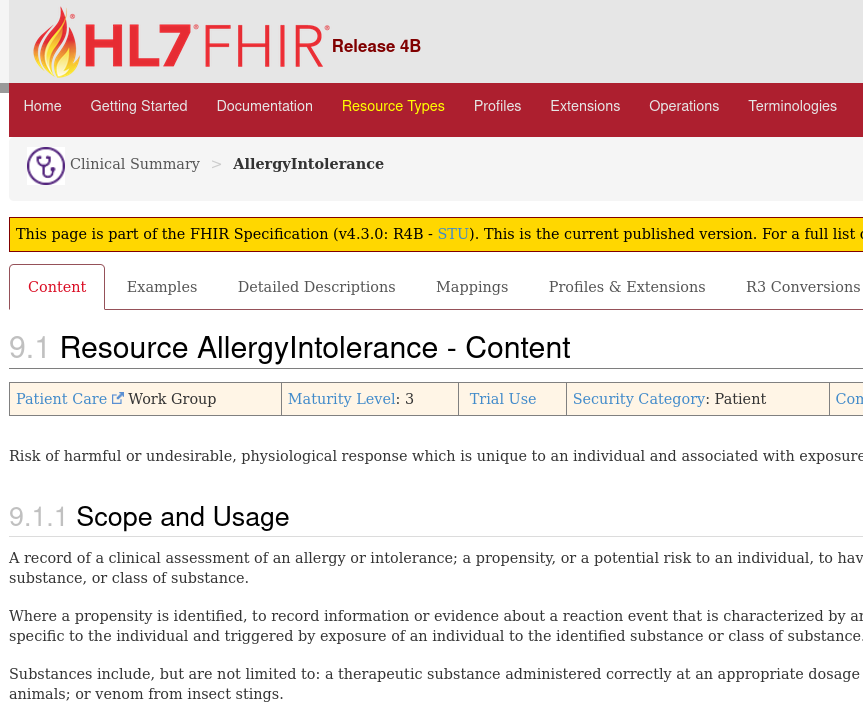 HL7® FHIR® Release 4B
Home Getting Started Documentation Resource Types Profiles Extensions Operations Terminologies
Clinical Summary > AllergyIntolerance
This page is part of the FHIR Specification (v4.3.0: R4B - STU). This is the current published version. For a full list
Content Examples Detailed Descriptions Mappings Profiles & Extensions R3 Conversions
9.1 Resource AllergyIntolerance - Content
Patient Care Work Group Maturity Level: 3 Trial Use Security Category: Patient
Risk of harmful or undesirable, physiological response which is unique to an individual and associated with exposure
9.1.1 Scope and Usage
A record of a clinical assessment of an allergy or intolerance; a propensity, or a potential risk to an individual, to hav
substance, or class of substance.
Where a propensity is identified, to record information or evidence about a reaction event that is characterized by
specific to the individual and triggered by exposure of an individual to the identified substance or class of substance.
Substances include, but are not limited to: a therapeutic substance administered correctly at an appropriate dosage
animals; or venom from insect stings.